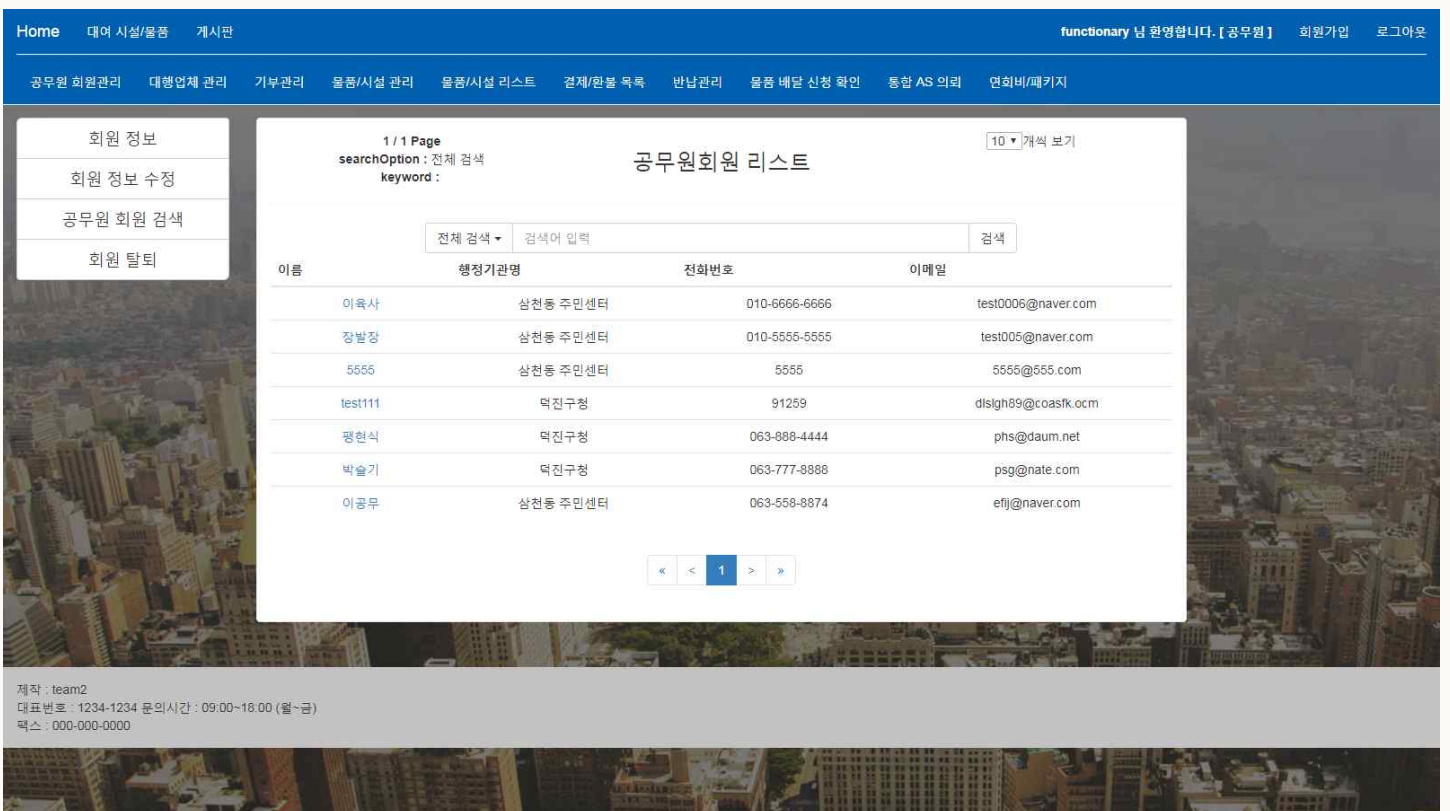 Home 대여 시설/물품 게시판 functionary 님 환영합니다. [ 공무원 ] 회원가입 로그아웃
공무원 회원관리 대행업체 관리 기부관리 물품/시설 관리 물품/시설 리스트 결제/환불 목록 반납관리 물품 배달 신청 확인 통합 AS 의뢰 연회비/패키지
회원 정보
회원 정보 수정
공무원 회원 검색
회원 탈퇴
1 / 1 Page
searchOption : 전체 검색
keyword :
공무원회원 리스트
10 개씩 보기
전체 검색 검색어 입력 검색
이름 행정기관명 전화번호 이메일
이육사 삼천동 주민센터 010-6666-6666 test0006@naver.com
장발장 삼천동 주민센터 010-5555-5555 test005@naver.com
5555 삼천동 주민센터 5555 5555@555.com
test111 덕진구청 91259 dlsigh89@coasfk.ocm
팽현식 덕진구청 063-888-4444 phs@daum.net
박슬기 덕진구청 063-777-8888 psg@nate.com
이공무 삼천동 주민센터 063-558-8874 efij@naver.com
« < 1 > »
제작 : team2
대표번호 : 1234-1234 문의시간 : 09:00~18:00 (월~금)
팩스 : 000-000-0000